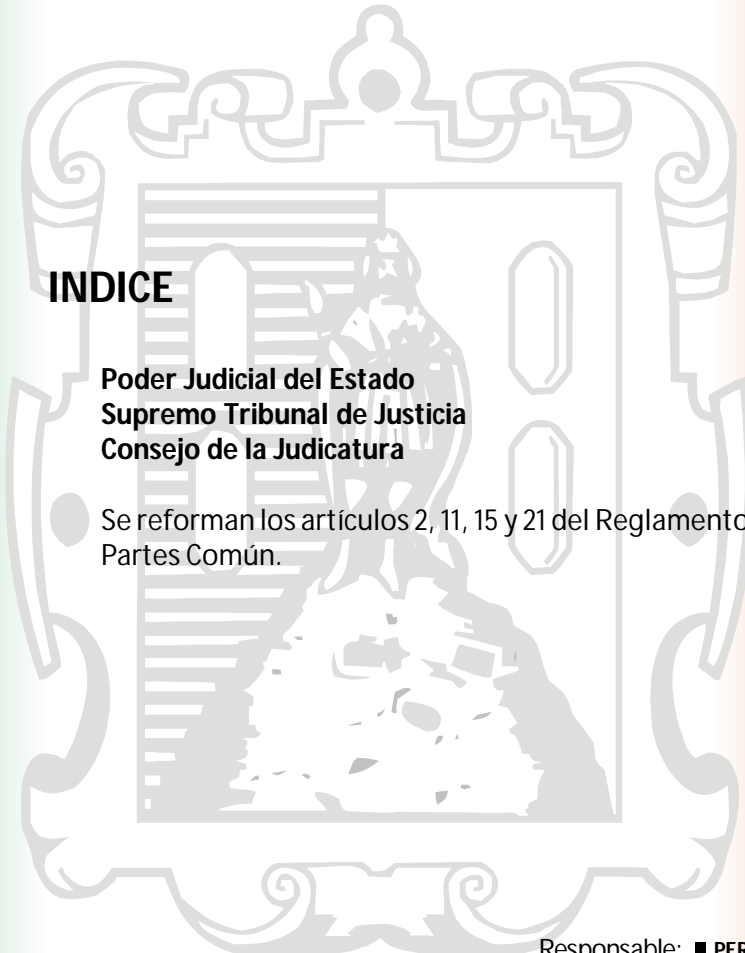 INDICE
Poder Judicial del Estado
Supremo Tribunal de Justicia
Consejo de la Judicatura
Se reforman los artículos 2, 11, 15 y 21 del Reglamento
Partes Común.
Responsable: